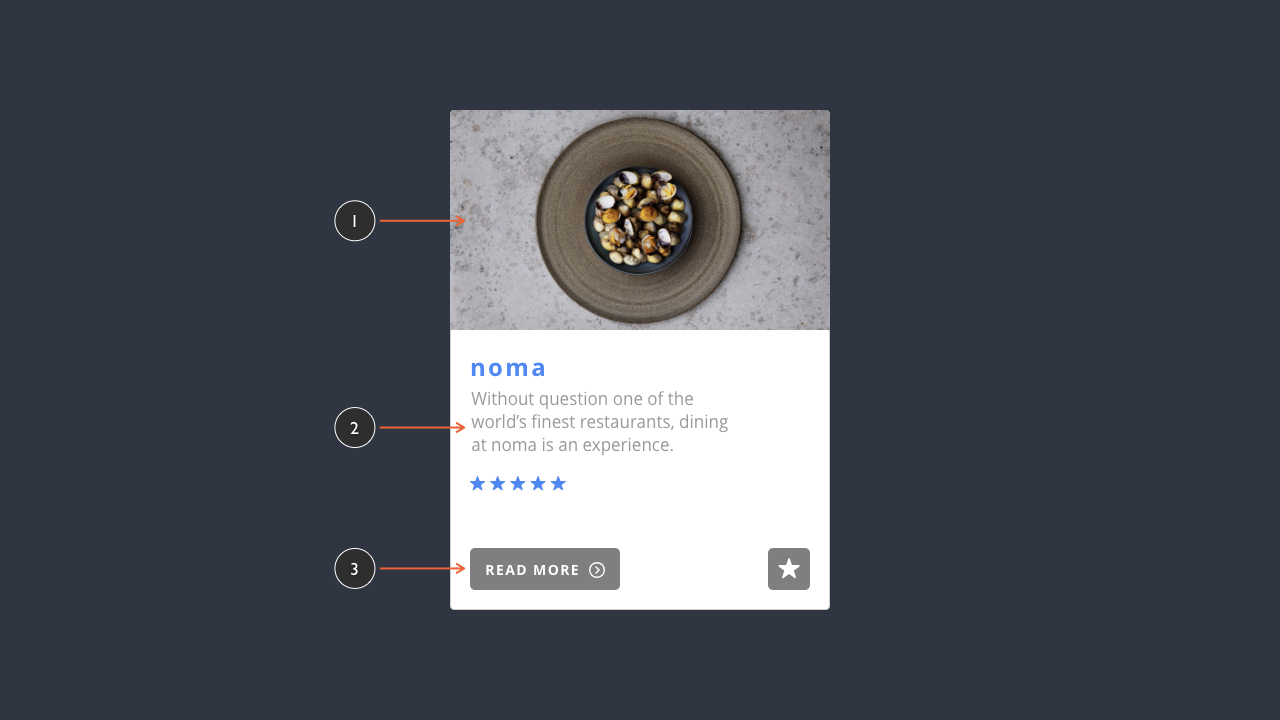 1
noma
Without question one of the
world's finest restaurants, dining
at noma is an experience.
2
3
READ MORE